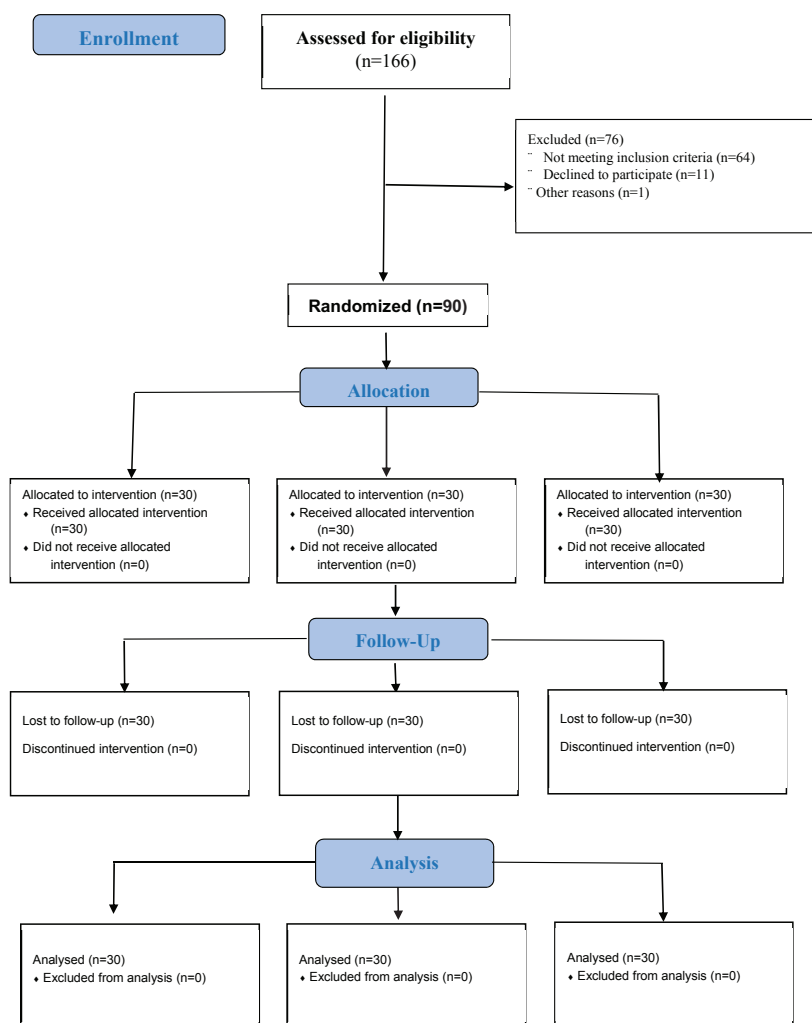 Enrollment
Assessed for eligibility
(n=166)
Excluded (n=76)
¨ Not meeting inclusion criteria (n=64)
¨ Declined to participate (n=11)
¨ Other reasons (n=1)
Randomized (n=90)
Allocation
Allocated to intervention (n=30)
♦ Received allocated intervention
(n=30)
♦ Did not receive allocated
intervention (n=0)
Allocated to intervention (n=30)
♦ Received allocated intervention
(n=30)
♦ Did not receive allocated
intervention (n=0)
Allocated to intervention (n=30)
♦ Received allocated intervention
(n=30)
♦ Did not receive allocated
intervention (n=0)
Follow-Up
Lost to follow-up (n=30)
Discontinued intervention (n=0)
Lost to follow-up (n=30)
Discontinued intervention (n=0)
Lost to follow-up (n=30)
Discontinued intervention (n=0)
Analysis
Analysed (n=30)
♦ Excluded from analysis (n=0)
Analysed (n=30)
♦ Excluded from analysis (n=0)
Analysed (n=30)
♦ Excluded from analysis (n=0)